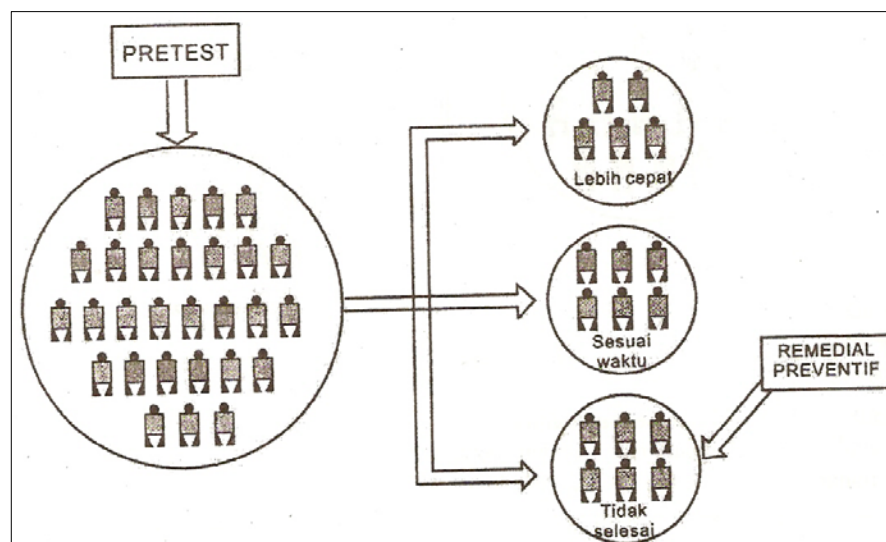 PRETEST
Lebih cepat
Sesuai
waktu
REMEDIAL
PREVENTIF
Tidak
selesai